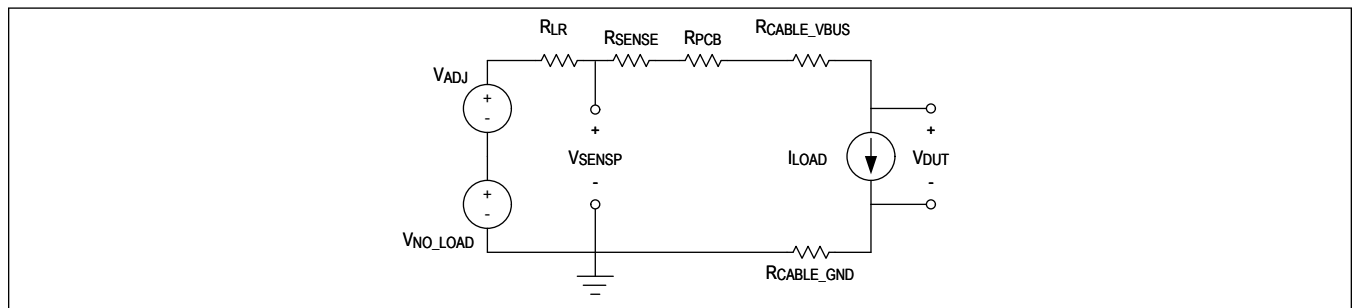 RLR
RSENSE
RPCB
RCABLE_VBUS
VADJ
+
-
+
VSENSP
-
ILOAD
+
VDUT
-
+
-
VNO_LOAD
RCABLE_GND